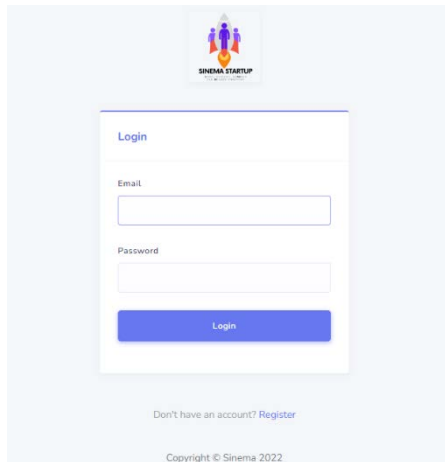 SINEMA STARTUP
Login
Email
Password
Login
Don't have an account? Register
Copyright © Sinema 2022